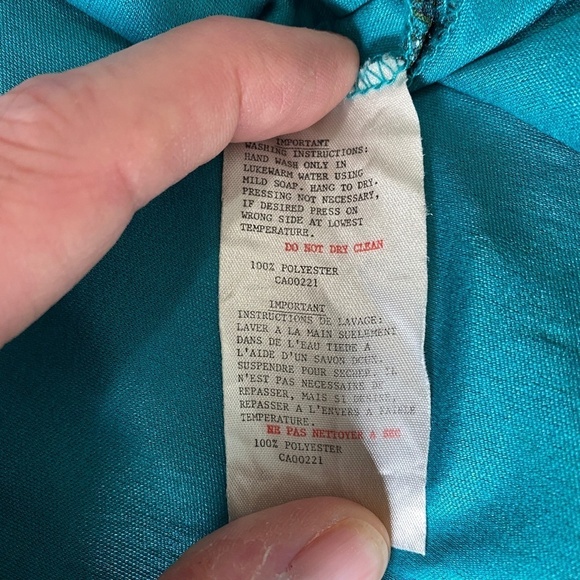 IMPORTANT
WASHING INSTRUCTIONS:
HAND WASH ONLY IN
LUKEWARM WATER USING
MILD SOAP. HANG TO DRY.
PRESSING NOT NECESSARY,
IF DESIRED PRESS ON
WRONG SIDE AT LOWEST
TEMPERATURE.
DO NOT DRY CLEAN
100% POLYESTER
CA00221
IMPORTANT
INSTRUCTIONS DE LAVAGE:
LAVER A LA MAIN SUELEMENT
DANS DE L'EAU TIEDE A
L'AIDE D'UN SAVON DOUX.
SUSPENDRE POUR SECHER. IL
N'EST PAS NECESSAIRE DE
REPASSER, MAIS SI DESIRE,
REPASSER A L'ENVERS A FAIBLE
TEMPERATURE.
NE PAS NETTOYER A SEC
100% POLYESTER
CA00221